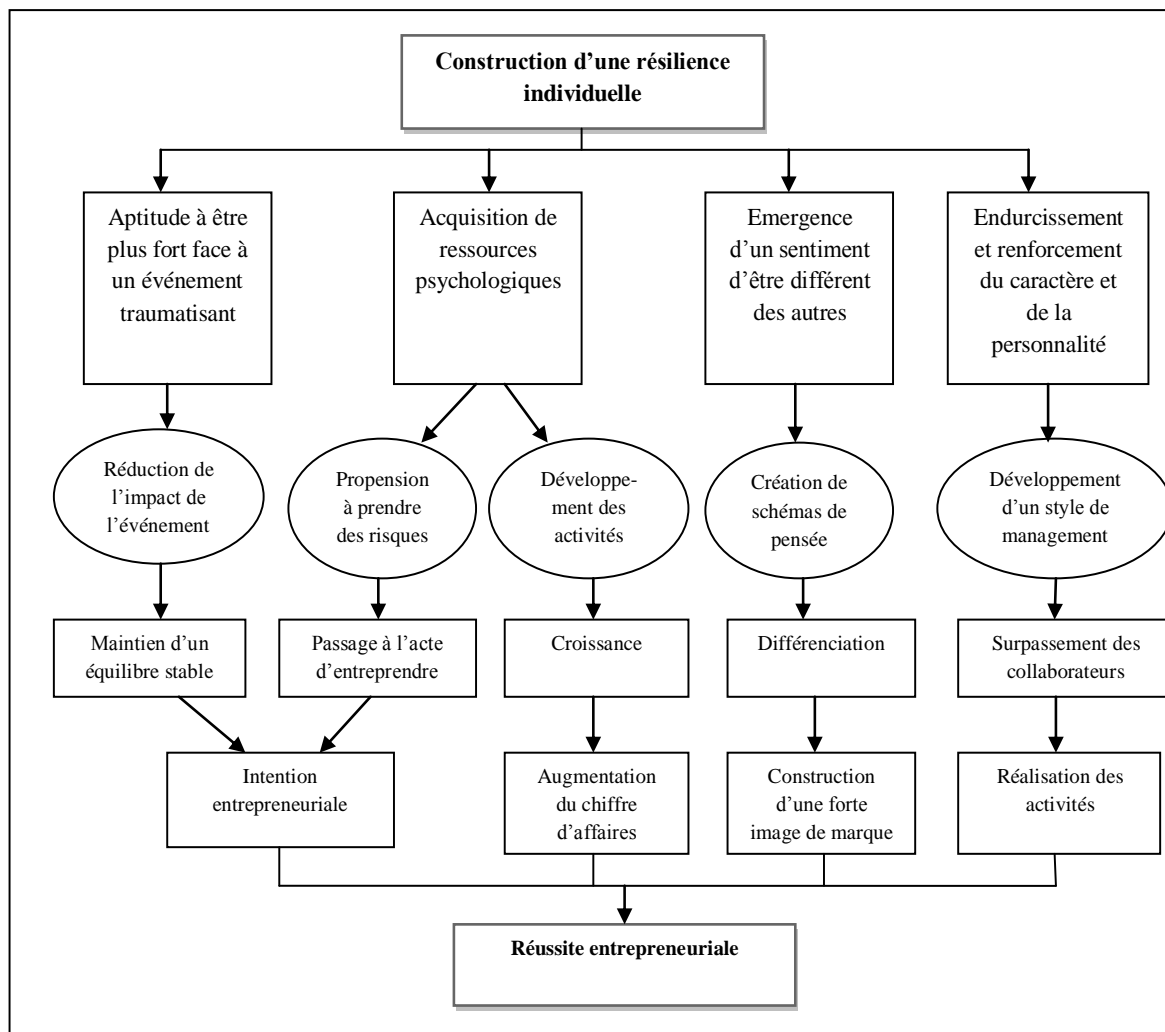 Construction d’une résilience
individuelle
Aptitude à être
plus fort face à
un événement
traumatisant
Acquisition de
ressources
psychologiques
Emergence
d’un sentiment
d’être différent
des autres
Endurcissement
et renforcement
du caractère et
de la
personnalité
Réduction de
l’impact de
l’événement
Propension
à prendre
des risques
Développe-
ment des
activités
Création de
schémas de
pensée
Développement
d’un style de
management
Maintien d’un
équilibre stable
Passage à l’acte
d’entreprendre
Croissance
Différenciation
Surpassement des
collaborateurs
Intention
entrepreneuriale
Augmentation
du chiffre
d’affaires
Construction
d’une forte
image de marque
Réalisation des
activités
Réussite entrepreneuriale